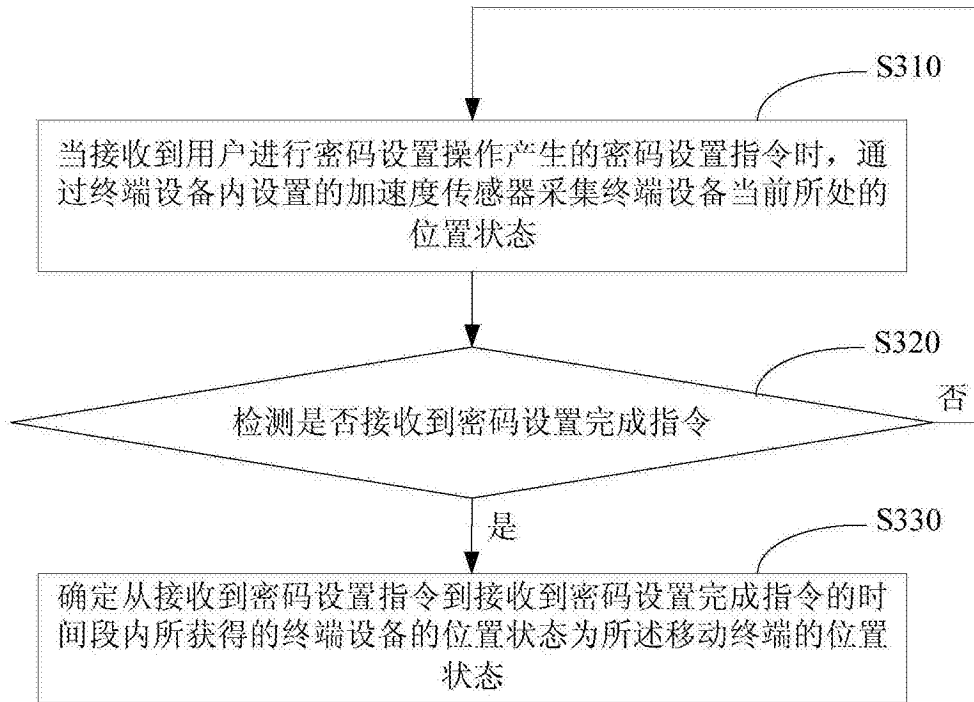 S310
当接收到用户进行密码设置操作产生的密码设置指令时，通
过终端设备内设置的加速度传感器采集终端设备当前所处的
位置状态
S320
检测是否接收到密码设置完成指令
否
是
S330
确定从接收到密码设置指令到接收到密码设置完成指令的时
间段内所获得的终端设备的位置状态为所述移动终端的位置
状态